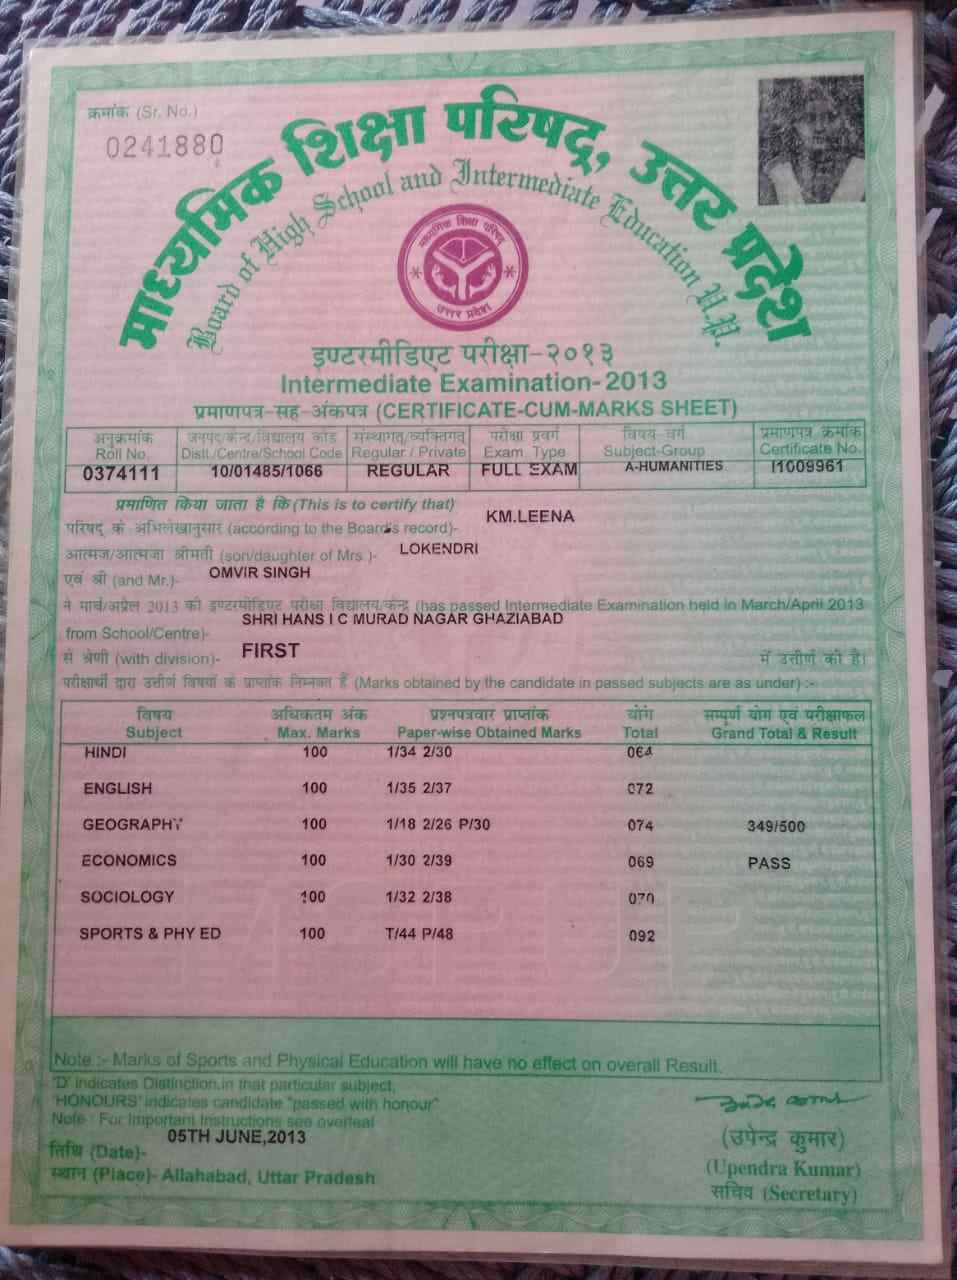 क्रमांक (Sr. No.)
0241880
माध्यमिक शिक्षा परिषद्, उत्तर प्रदेश
Board of High School and Intermediate Education U.P.
माध्यमिक शिक्षा परिषद
उत्तर प्रदेश
इण्टरमीडिएट परीक्षा-२०१३
Intermediate Examination-2013
प्रमाणपत्र-सह-अंकपत्र (CERTIFICATE-CUM-MARKS SHEET)
अनुक्रमांक जनपद/केन्द्र/विद्यालय कोड संस्थागत/व्यक्तिगत परीक्षा प्रवर्ग विषय-वर्ग प्रमाणपत्र क्रमांक
Roll No. Distt./Centre/School Code Regular / Private Exam. Type Subject-Group Certificate No.
0374111 10/01485/1066 REGULAR FULL EXAM A-HUMANITIES I1009961
प्रमाणित किया जाता है कि (This is to certify that)
KM.LEENA
परिषद् के अभिलेखानुसार (according to the Board's record)-
आत्मज/आत्मजा श्रीमती (son/daughter of Mrs.)- LOKENDRI
एवं श्री (and Mr.)- OMVIR SINGH
ने मार्च/अप्रैल 2013 की इण्टरमीडिएट परीक्षा विद्यालय/केन्द्र (has passed Intermediate Examination held in March/April 2013
SHRI HANS I C MURAD NAGAR GHAZIABAD
from School/Centre)-
से श्रेणी (with division)- FIRST में उत्तीर्ण की है।
परीक्षार्थी द्वारा उत्तीर्ण विषयों के प्राप्तांक निम्नवत हैं (Marks obtained by the candidate in passed subjects are as under) :-
विषय अधिकतम अंक प्रश्नपत्रवार प्राप्तांक योग सम्पूर्ण योग एवं परीक्षाफल
Subject Max. Marks Paper-wise Obtained Marks Total Grand Total & Result
HINDI 100 1/34 2/30 064
ENGLISH 100 1/35 2/37 072
GEOGRAPHY 100 1/18 2/26 P/30 074 349/500
ECONOMICS 100 1/30 2/39 069 PASS
SOCIOLOGY 100 1/32 2/38 070
SPORTS & PHY ED 100 T/44 P/48 092
Note :- Marks of Sports and Physical Education will have no effect on overall Result.
'D' indicates Distinction in that particular subject,
'HONOURS' indicates candidate "passed with honour"
Note : For Important Instructions see overleaf
05TH JUNE,2013
तिथि (Date)-
स्थान (Place)- Allahabad, Uttar Pradesh
(उपेन्द्र कुमार)
(Upendra Kumar)
सचिव (Secretary)